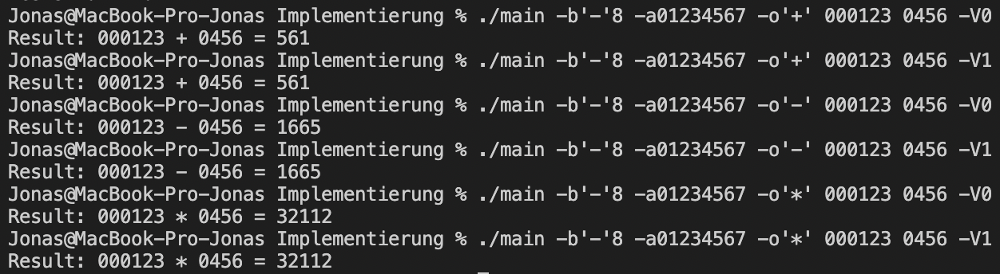 Jonas@MacBook-Pro-Jonas Implementierung % ./main -b'-'8 -a01234567 -o'+' 000123 0456 -V0
Result: 000123 + 0456 = 561
Jonas@MacBook-Pro-Jonas Implementierung % ./main -b'-'8 -a01234567 -o'+' 000123 0456 -V1
Result: 000123 + 0456 = 561
Jonas@MacBook-Pro-Jonas Implementierung % ./main -b'-'8 -a01234567 -o'-' 000123 0456 -V0
Result: 000123 - 0456 = 1665
Jonas@MacBook-Pro-Jonas Implementierung % ./main -b'-'8 -a01234567 -o'-' 000123 0456 -V1
Result: 000123 - 0456 = 1665
Jonas@MacBook-Pro-Jonas Implementierung % ./main -b'-'8 -a01234567 -o'*' 000123 0456 -V0
Result: 000123 * 0456 = 32112
Jonas@MacBook-Pro-Jonas Implementierung % ./main -b'-'8 -a01234567 -o'*' 000123 0456 -V1
Result: 000123 * 0456 = 32112